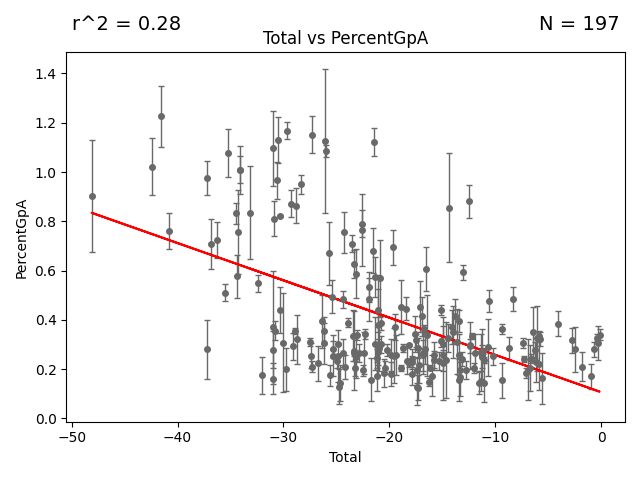 r^2 = 0.28
N = 197
Total vs PercentGpA
PercentGpA
1.4
1.2
1.0
0.8
0.6
0.4
0.2
0.0
−50
−40
−30
−20
−10
0
Total